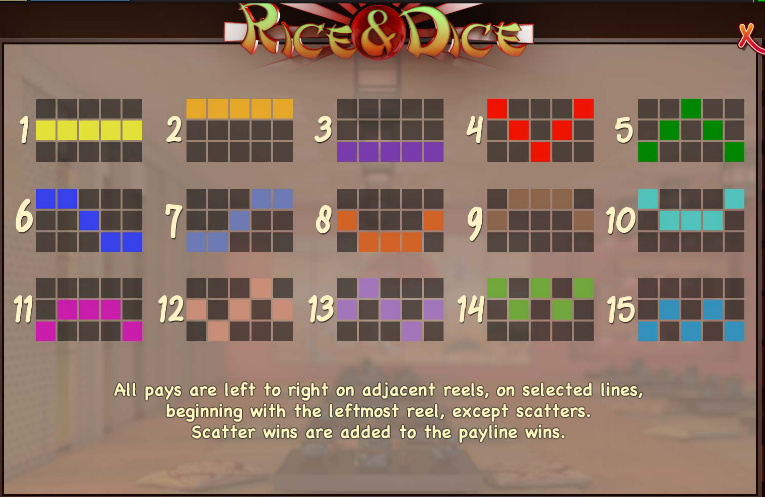 RICE & DICE
X
1 2 3 4 5
6 7 8 9 10
11 12 13 14 15
All pays are left to right on adjacent reels, on selected lines,
beginning with the leftmost reel, except scatters.
Scatter wins are added to the payline wins.